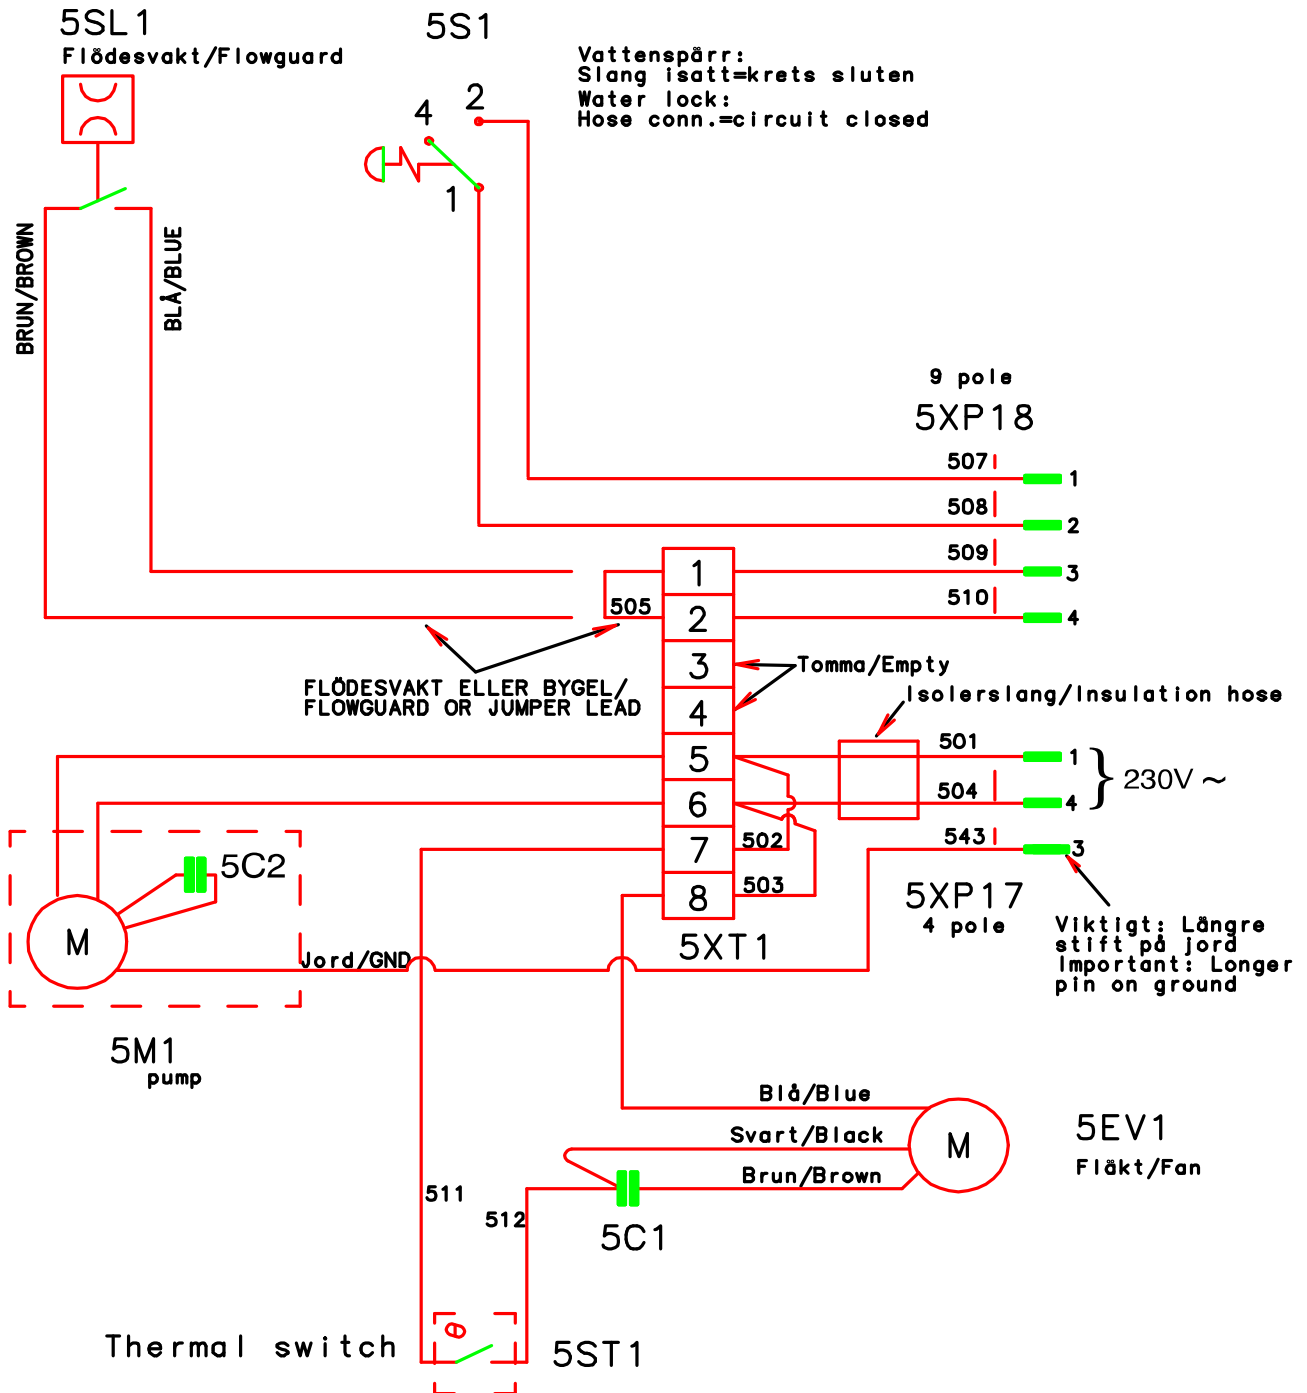 5SL1
Flödesvakt/Flowguard
5S1
Vattenspärr:
Slang isatt=krets sluten
Water lock:
Hose conn.=circuit closed
4
2
1
BRUN/BROWN
BLÅ/BLUE
9 pole
5XP18
507
1
508
2
509
3
510
4
505
1
2
3
4
5
6
7
8
5XT1
FLÖDESVAKT ELLER BYGEL/
FLOWGUARD OR JUMPER LEAD
Tomma/Empty
Isolerslang/Insulation hose
501
1
504
4
} 230V ~
543
3
502
503
5XP17
4 pole
Viktigt: Längre
stift på jord
Important: Longer
pin on ground
5C2
M
Jord/GND
5M1
pump
Blå/Blue
Svart/Black
Brun/Brown
M
5EV1
Fläkt/Fan
511
512
5C1
Thermal switch
θ
5ST1